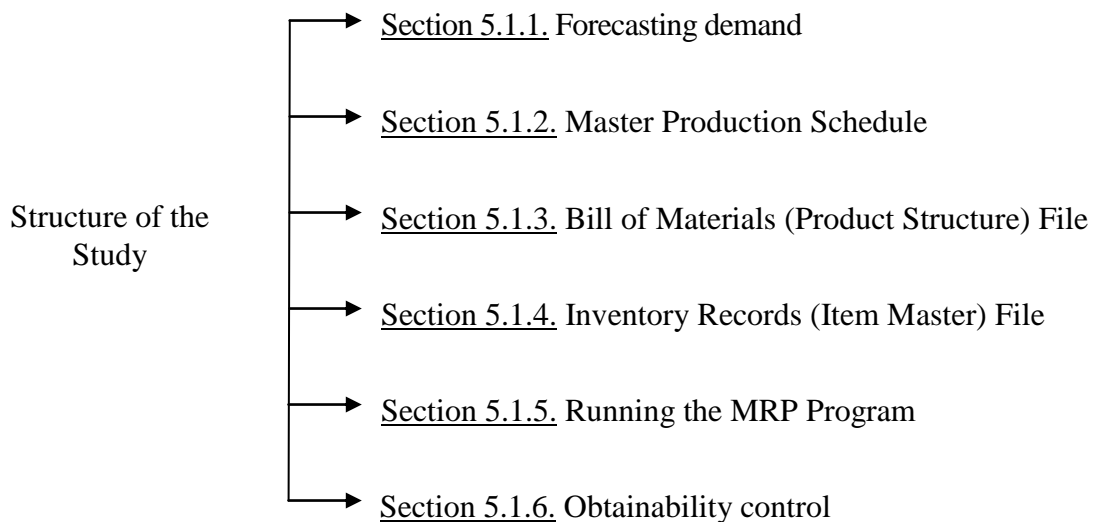 Section 5.1.1. Forecasting demand
Section 5.1.2. Master Production Schedule
Structure of the
Study
Section 5.1.3. Bill of Materials (Product Structure) File
Section 5.1.4. Inventory Records (Item Master) File
Section 5.1.5. Running the MRP Program
Section 5.1.6. Obtainability control